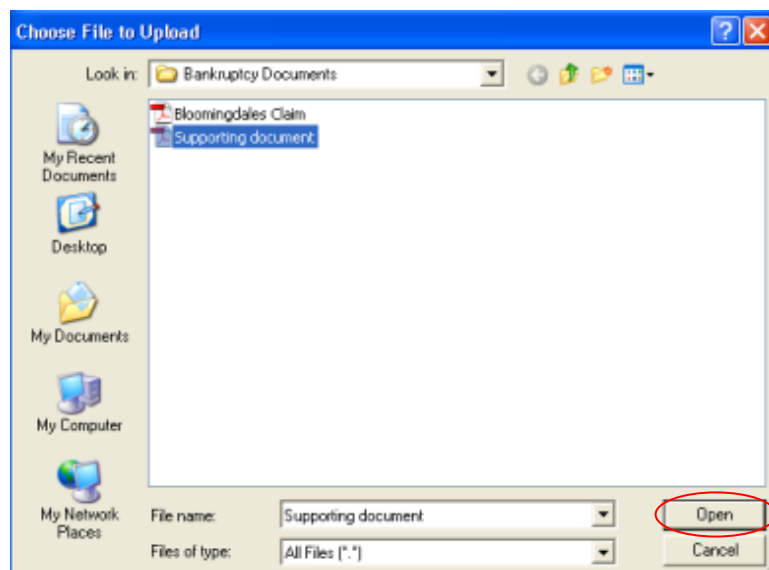 Choose File to Upload
Look in: Bankruptcy Documents
Bloomingdales Claim
Supporting document
My Recent
Documents
Desktop
My Documents
My Computer
My Network
Places
File name: Supporting document Open
Files of type: All Files (*.*) Cancel